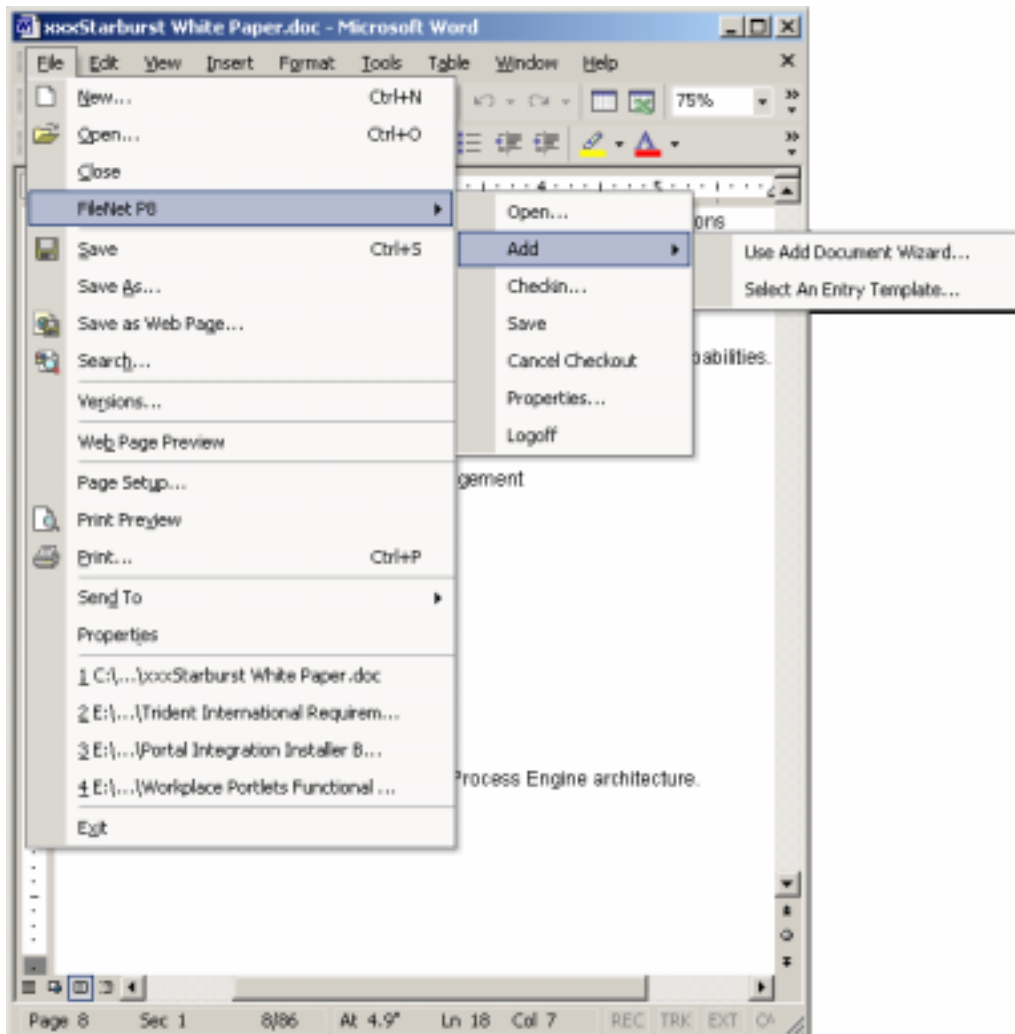 xxxStarburst White Paper.doc - Microsoft Word
File Edit View Insert Format Tools Table Window Help
75%
New... Ctrl+N
Open... Ctrl+O
Close
FileNet P8
Save Ctrl+S
Save As...
Save as Web Page...
Search...
Versions...
Web Page Preview
Page Setup...
Print Preview
Print... Ctrl+P
Send To
Properties
1 C:\...\xxxStarburst White Paper.doc
2 E:\...\Trident International Requirem...
3 E:\...\Portal Integration Installer B...
4 E:\...\Workplace Portlets Functional ...
Exit
Open...
Add
Checkin...
Save
Cancel Checkout
Properties...
Logoff
Use Add Document Wizard...
Select An Entry Template...
4 5
ons
pabilities.
gement
Process Engine architecture.
Page 8 Sec 1 8/86 At 4.9" Ln 18 Col 7 REC TRK EXT